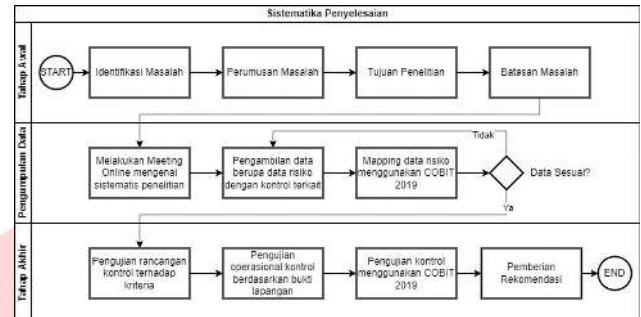 Sistematika Penyelesaian
Tahap Awal
START
Identifikasi Masalah
Perumusan Masalah
Tujuan Penelitian
Batasan Masalah
Pengumpulan Data
Melakukan Meeting
Online mengenai
sistematis penelitian
Pengambilan data
berupa data risiko
dengan kontrol terkait
Mapping data risiko
menggunakan COBIT
2019
Tidak
Data Sesuai?
Ya
Tahap Akhir
Pengujian rancangan
kontrol terhadap
kriteria
Pengujian
operasional kontrol
berdasarkan bukti
lapangan
Pengujian kontrol
menggunakan COBIT
2019
Pemberian
Rekomendasi
END